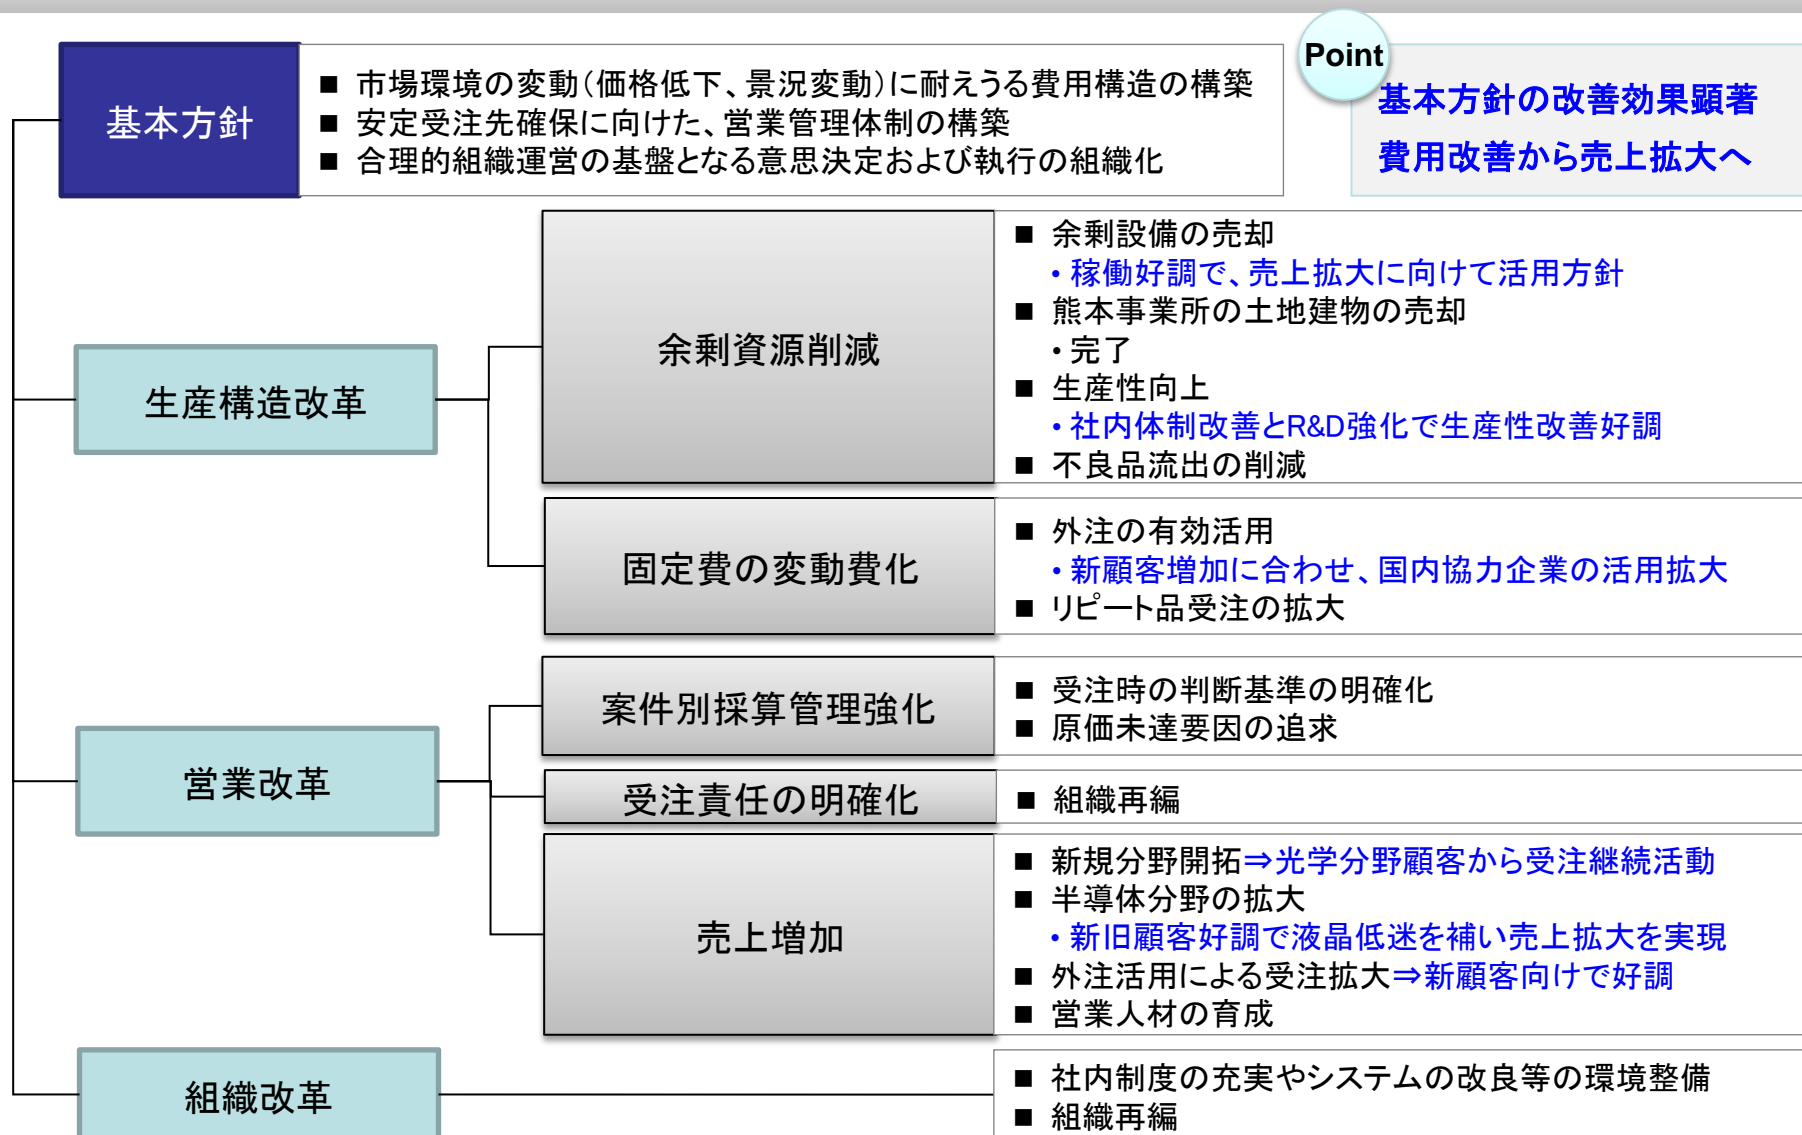 基本方針
■ 市場環境の変動(価格低下、景況変動)に耐えうる費用構造の構築
■ 安定受注先確保に向けた、営業管理体制の構築
■ 合理的組織運営の基盤となる意思決定および執行の組織化
Point
基本方針の改善効果顕著
費用改善から売上拡大へ
生産構造改革
余剰資源削減
■ 余剰設備の売却
・稼働好調で、売上拡大に向けて活用方針
■ 熊本事業所の土地建物の売却
・完了
■ 生産性向上
・社内体制改善とR&D強化で生産性改善好調
■ 不良品流出の削減
固定費の変動費化
■ 外注の有効活用
・新顧客増加に合わせ、国内協力企業の活用拡大
■ リピート品受注の拡大
営業改革
案件別採算管理強化
■ 受注時の判断基準の明確化
■ 原価未達要因の追求
受注責任の明確化
■ 組織再編
売上増加
■ 新規分野開拓⇒光学分野顧客から受注継続活動
■ 半導体分野の拡大
・新旧顧客好調で液晶低迷を補い売上拡大を実現
■ 外注活用による受注拡大⇒新顧客向けで好調
■ 営業人材の育成
組織改革
■ 社内制度の充実やシステムの改良等の環境整備
■ 組織再編